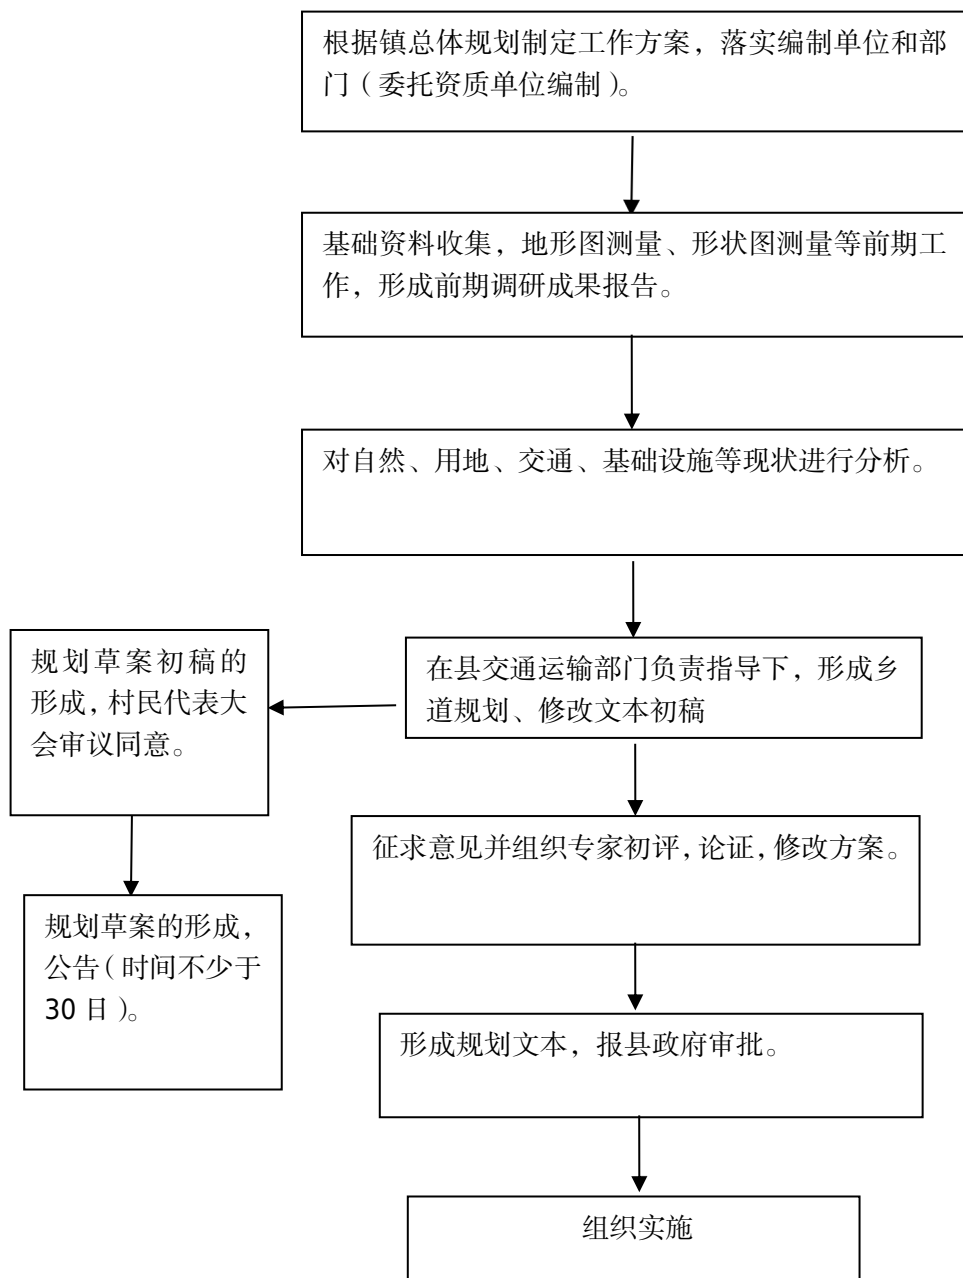 根据镇总体规划制定工作方案，落实编制单位和部
门（委托资质单位编制）。
基础资料收集，地形图测量、形状图测量等前期工
作，形成前期调研成果报告。
对自然、用地、交通、基础设施等现状进行分析。
在县交通运输部门负责指导下，形成乡
道规划、修改文本初稿
规划草案初稿的
形成，村民代表大
会审议同意。
规划草案的形成，
公告（时间不少于
30 日）。
征求意见并组织专家初评，论证，修改方案。
形成规划文本，报县政府审批。
组织实施